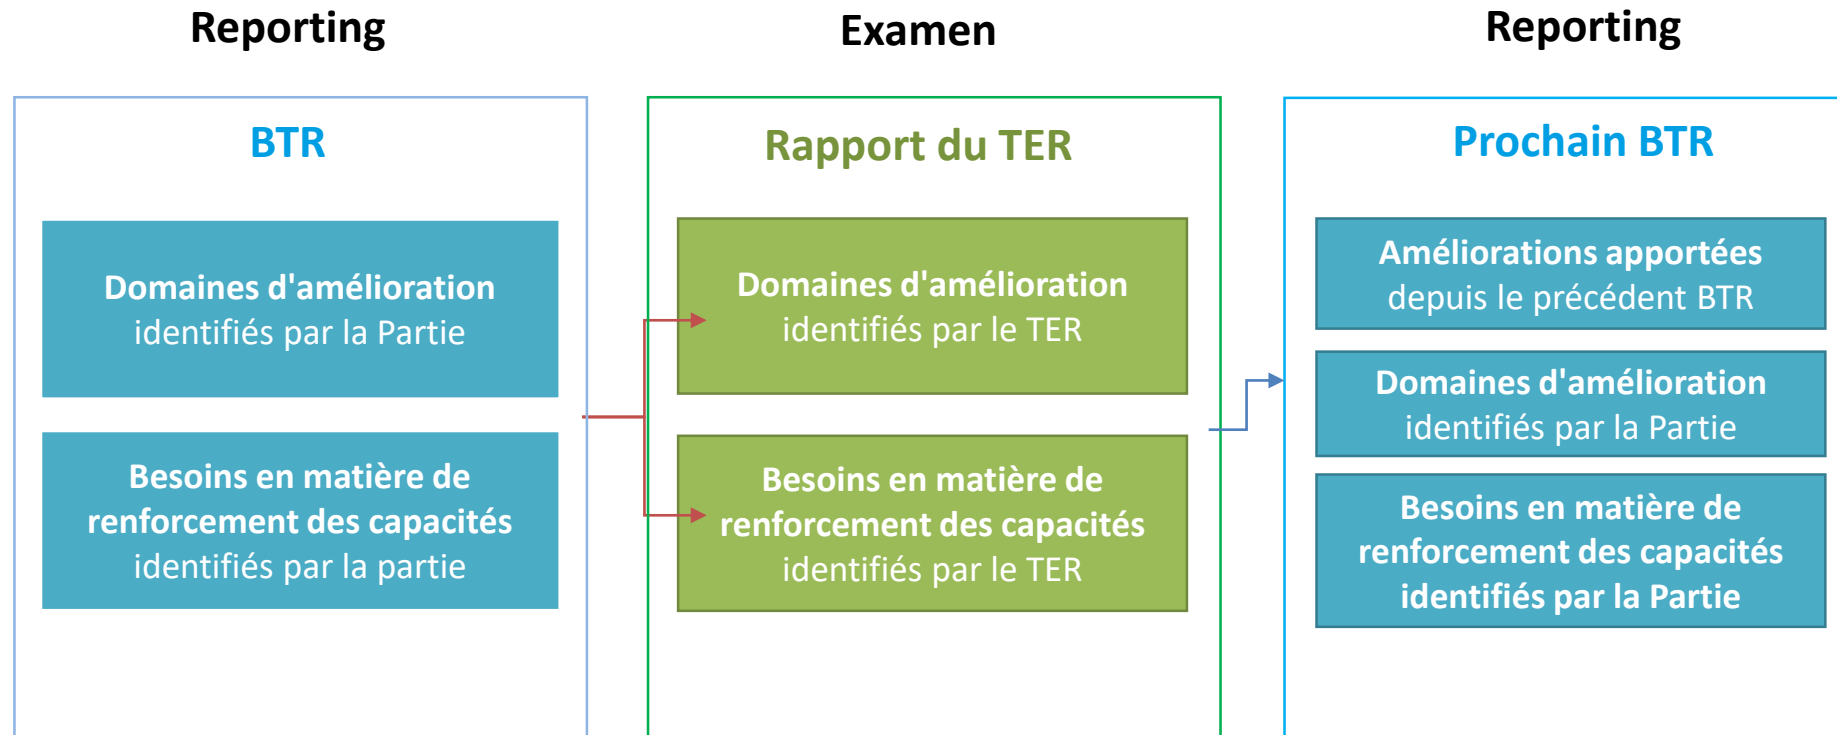 Reporting
Examen
Reporting
BTR
Domaines d'amélioration
identifiés par la Partie
Besoins en matière de
renforcement des capacités
identifiés par la partie
Rapport du TER
Domaines d'amélioration
identifiés par le TER
Besoins en matière de
renforcement des capacités
identifiés par le TER
Prochain BTR
Améliorations apportées
depuis le précédent BTR
Domaines d'amélioration
identifiés par la Partie
Besoins en matière de
renforcement des capacités
identifiés par la Partie